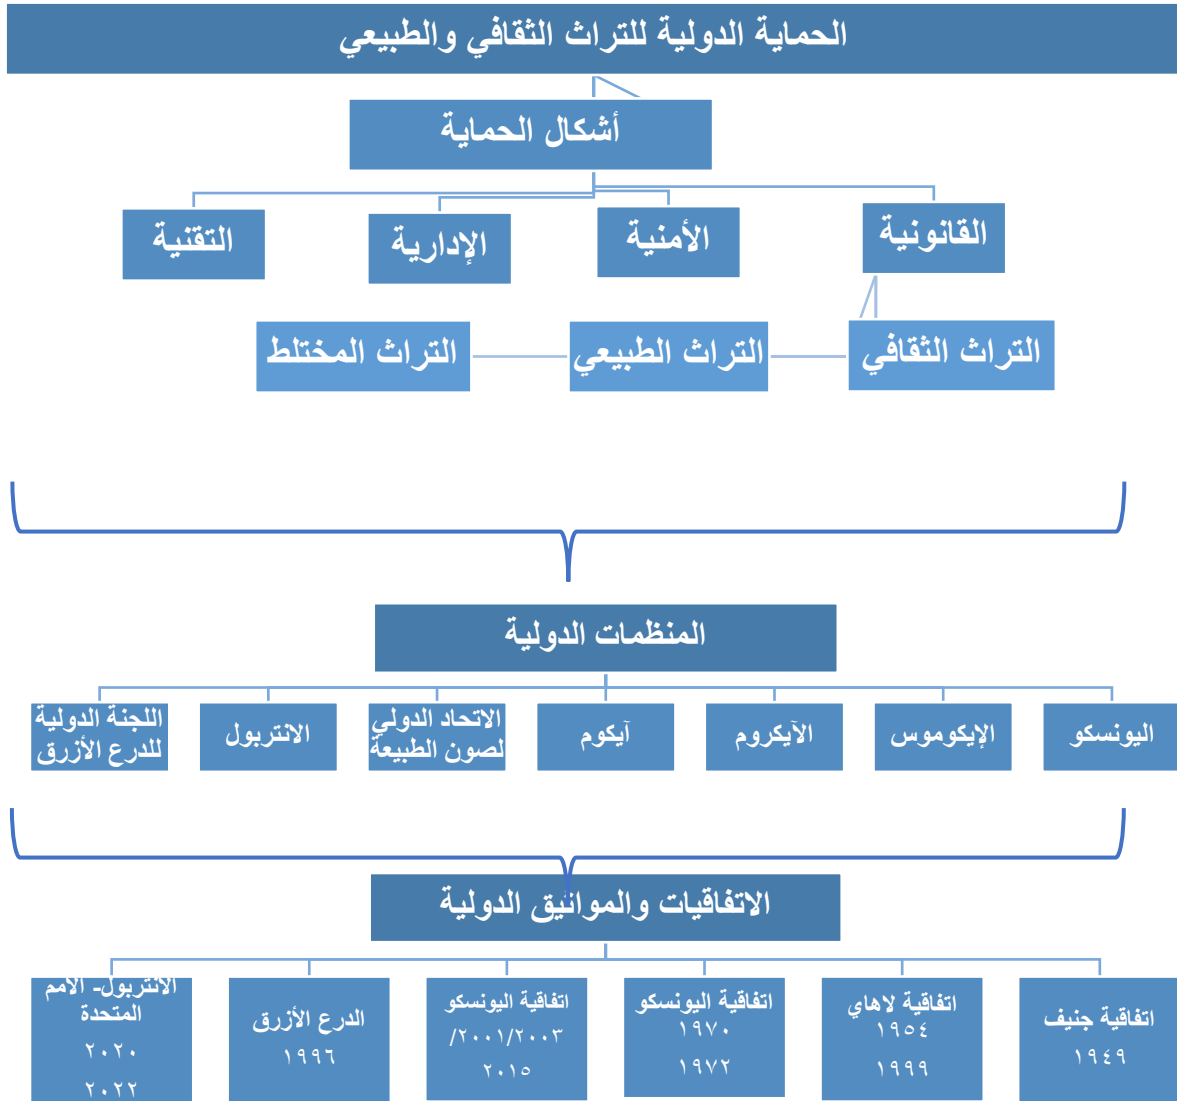 الحماية الدولية للتراث الثقافي والطبيعي
أشكال الحماية
القانونية
الأمنية
الإدارية
التقنية
التراث الثقافي
التراث الطبيعي
التراث المختلط
المنظمات الدولية
اليونسكو
الإيكوموس
الآيكروم
آيكوم
الاتحاد الدولي
لصون الطبيعة
الانتربول
اللجنة الدولية
للدرع الأزرق
الاتفاقيات والمواثيق الدولية
اتفاقية جنيف
١٩٤٩
اتفاقية لاهاي
١٩٥٤
١٩٩٩
اتفاقية اليونسكو
١٩٧٠
١٩٧٢
اتفاقية اليونسكو
/٢٠٠١/٢٠٠٣
٢٠١٥
الدرع الأزرق
١٩٩٦
الانتربول- الامم
المتحدة
٢٠٢٠
٢٠٢٢